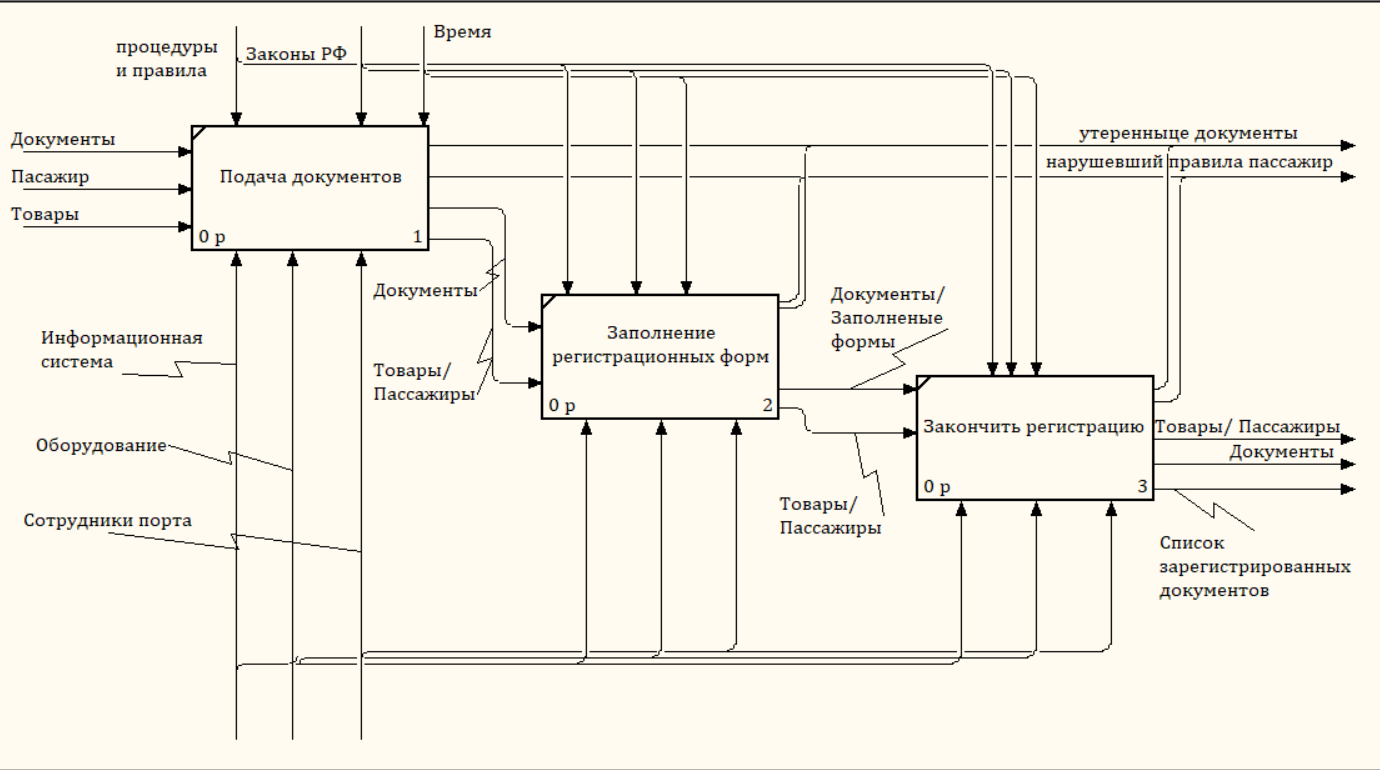 Время
процедуры
и правила
Законы РФ
Документы
Пасажир
Товары
Подача документов
0 р
1
утеренныце документы
нарушевший правила пассажир
Документы
Товары/
Пассажиры
Заполнение
регистрационных форм
0 р
2
Документы/
Заполненые
формы
Информационная
система
Оборудование
Сотрудники порта
Закончить регистрацию
0 р
3
Товары/ Пассажиры
Документы
Товары/
Пассажиры
Список
зарегистрированных
документов